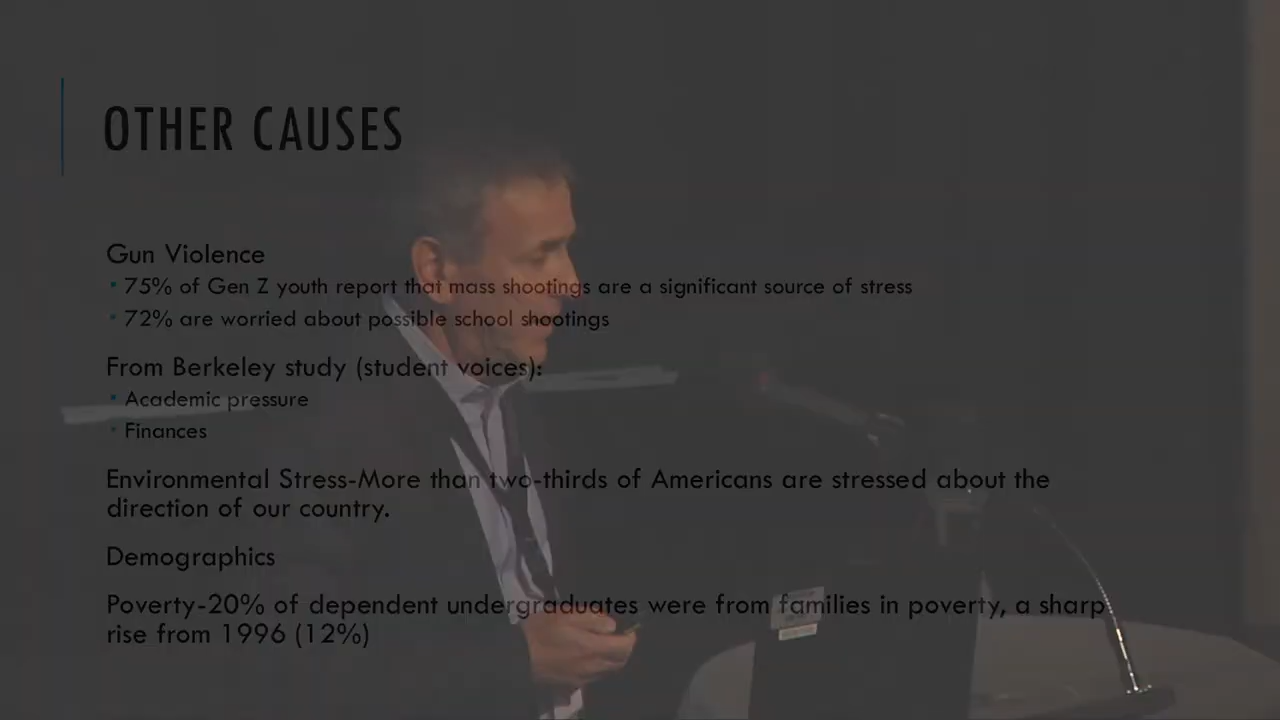 OTHER CAUSES
Gun Violence
75% of Gen Z youth report that mass shootings are a significant source of stress
72% are worried about possible school shootings
From Berkeley study (student voices):
Academic pressure
Finances
Environmental Stress-More than two-thirds of Americans are stressed about the
direction of our country.
Demographics
Poverty-20% of dependent undergraduates were from families in poverty, a sharp
rise from 1996 (12%)